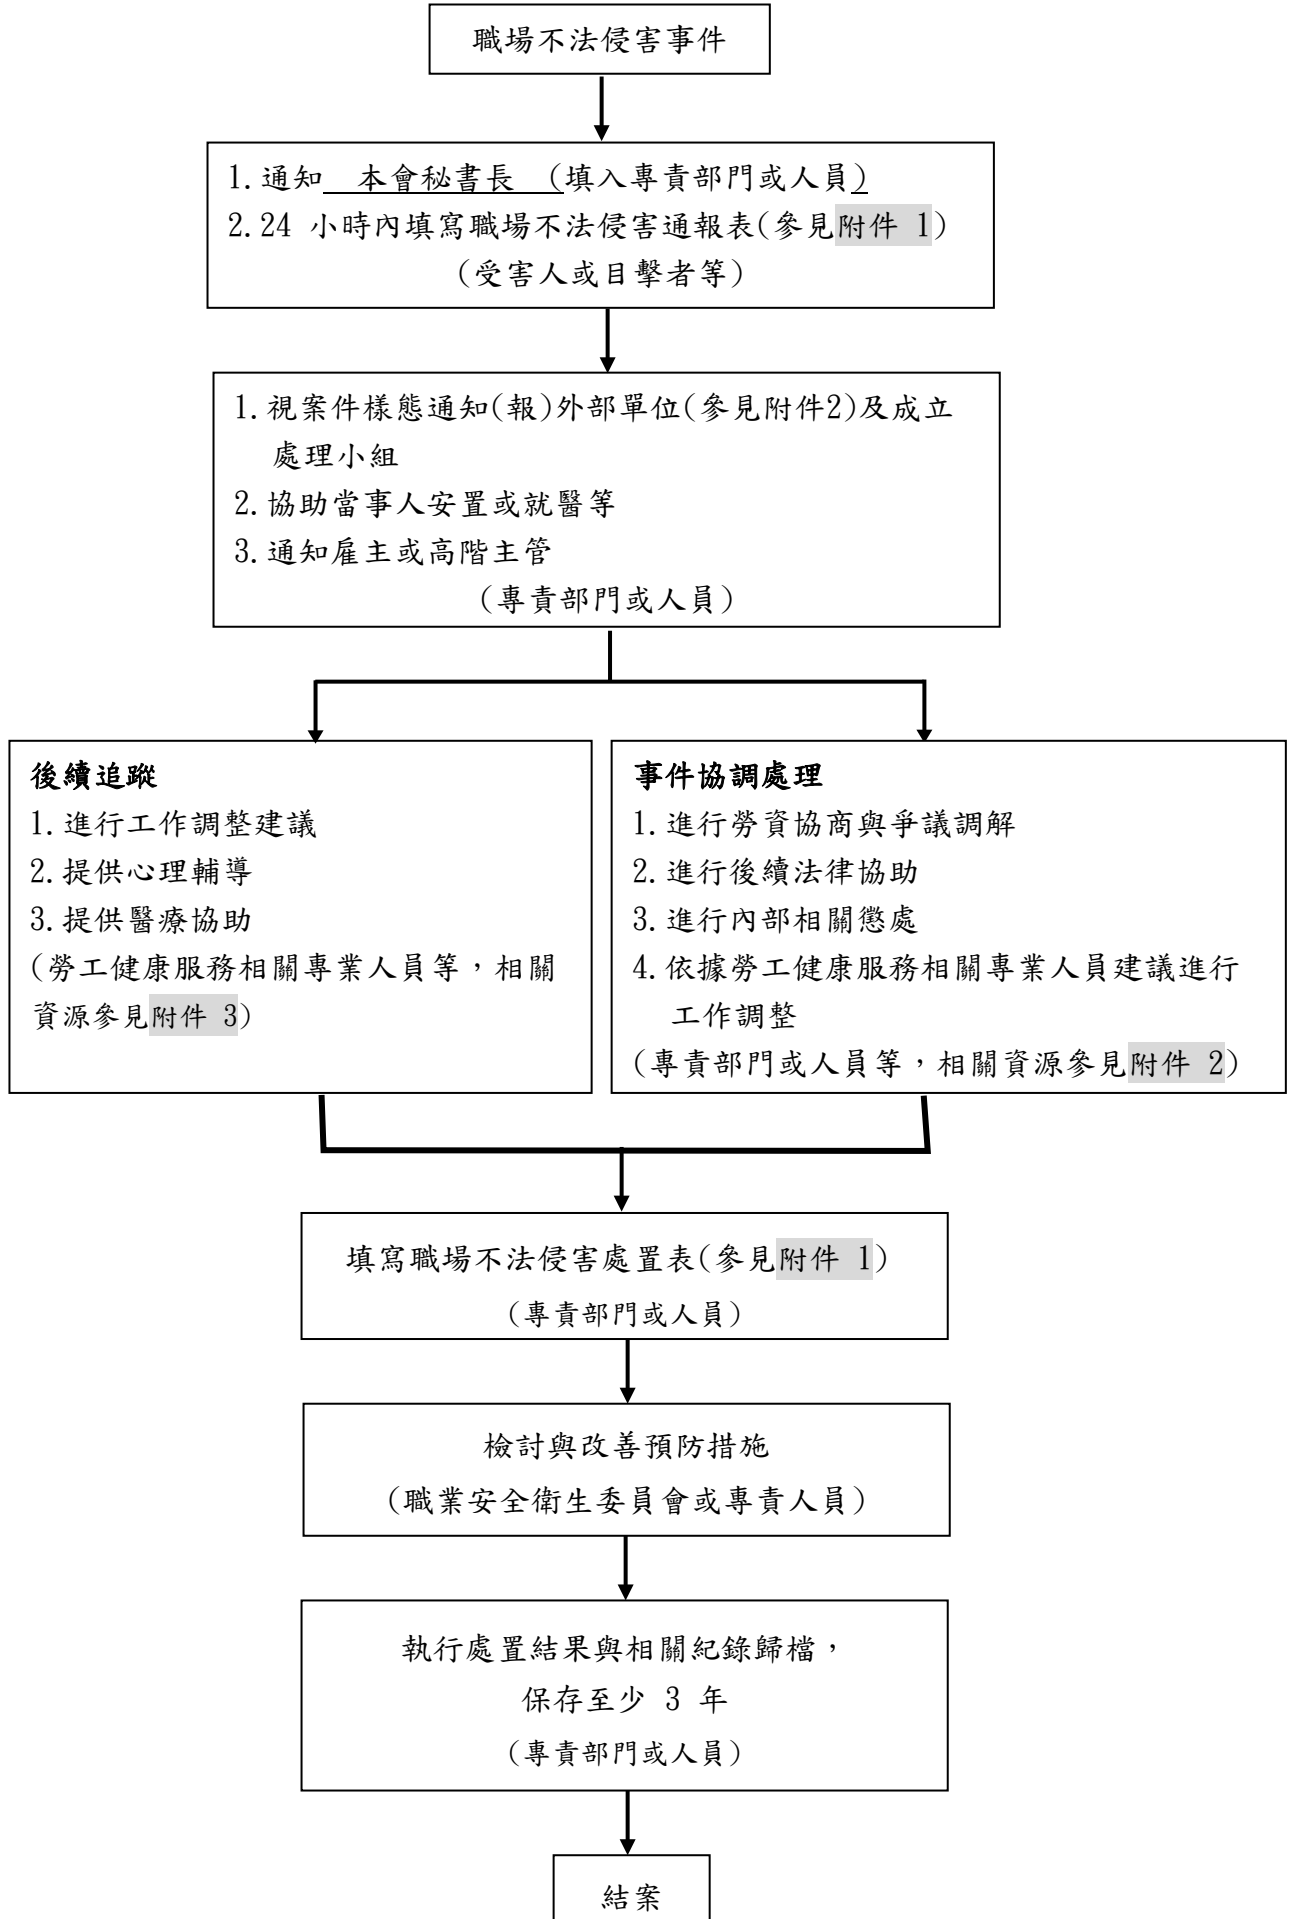 職場不法侵害事件
1.通知　本會秘書長　(填入專責部門或人員)
2.24 小時內填寫職場不法侵害通報表(參見附件 1)
(受害人或目擊者等)
1.視案件樣態通知(報)外部單位(參見附件2)及成立
處理小組
2.協助當事人安置或就醫等
3.通知雇主或高階主管
(專責部門或人員)
後續追蹤
1.進行工作調整建議
2.提供心理輔導
3.提供醫療協助
(勞工健康服務相關專業人員等，相關
資源參見附件 3)
事件協調處理
1.進行勞資協商與爭議調解
2.進行後續法律協助
3.進行內部相關懲處
4.依據勞工健康服務相關專業人員建議進行
工作調整
(專責部門或人員等，相關資源參見附件 2)
填寫職場不法侵害處置表(參見附件 1)
(專責部門或人員)
檢討與改善預防措施
(職業安全衛生委員會或專責人員)
執行處置結果與相關紀錄歸檔，
保存至少 3 年
(專責部門或人員)
結案